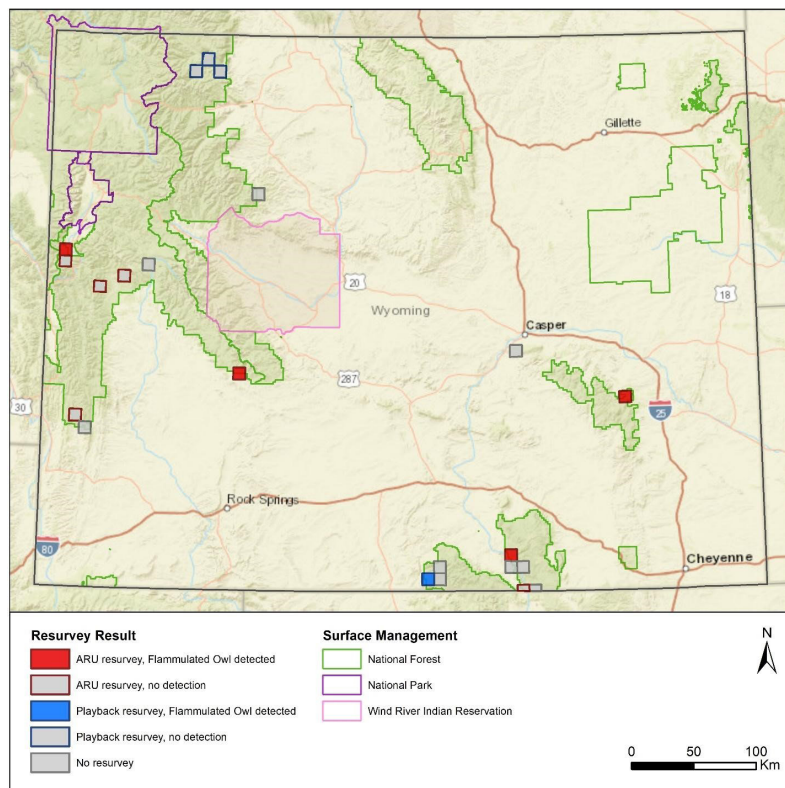 Gillette
20
Wyoming
18
Casper
287
30
25
Rock Springs
80
Cheyenne
Resurvey Result
ARU resurvey, Flammulated Owl detected
ARU resurvey, no detection
Playback resurvey, Flammulated Owl detected
Playback resurvey, no detection
No resurvey
Surface Management
National Forest
National Park
Wind River Indian Reservation
N
0 50 100
Km